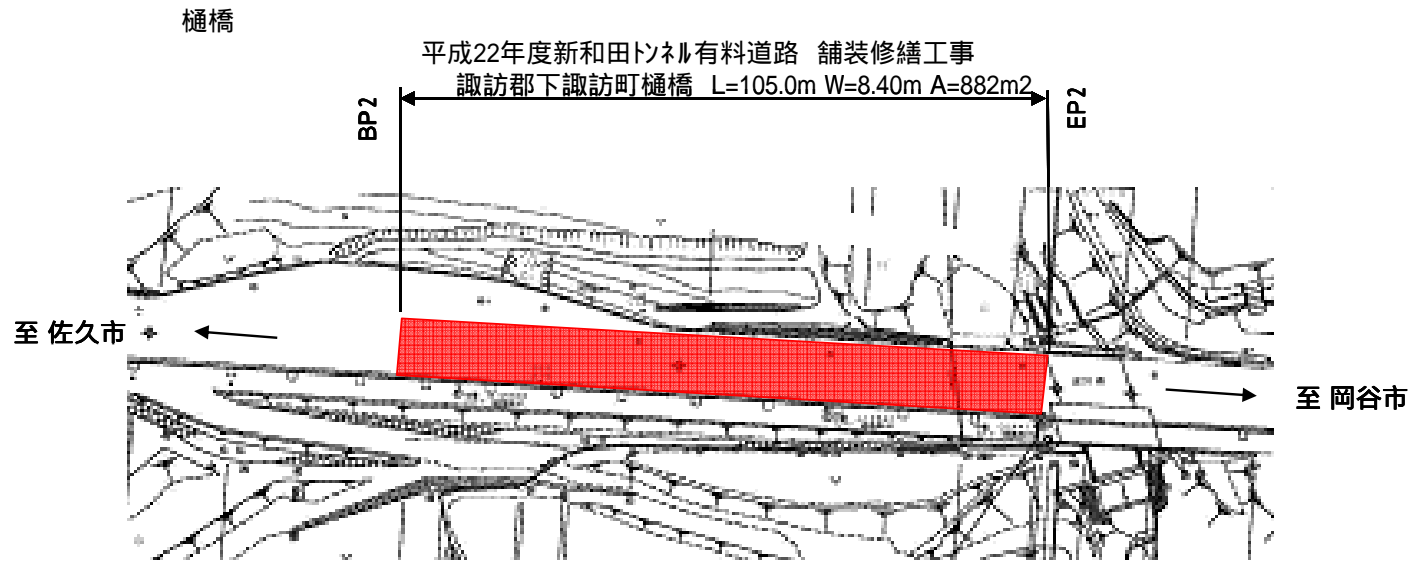 樋橋
平成22年度新和田ﾄﾝﾈﾙ有料道路 舗装修繕工事
諏訪郡下諏訪町樋橋 L=105.0m W=8.40m A=882m2
BP2
EP2
至 佐久市
至 岡谷市